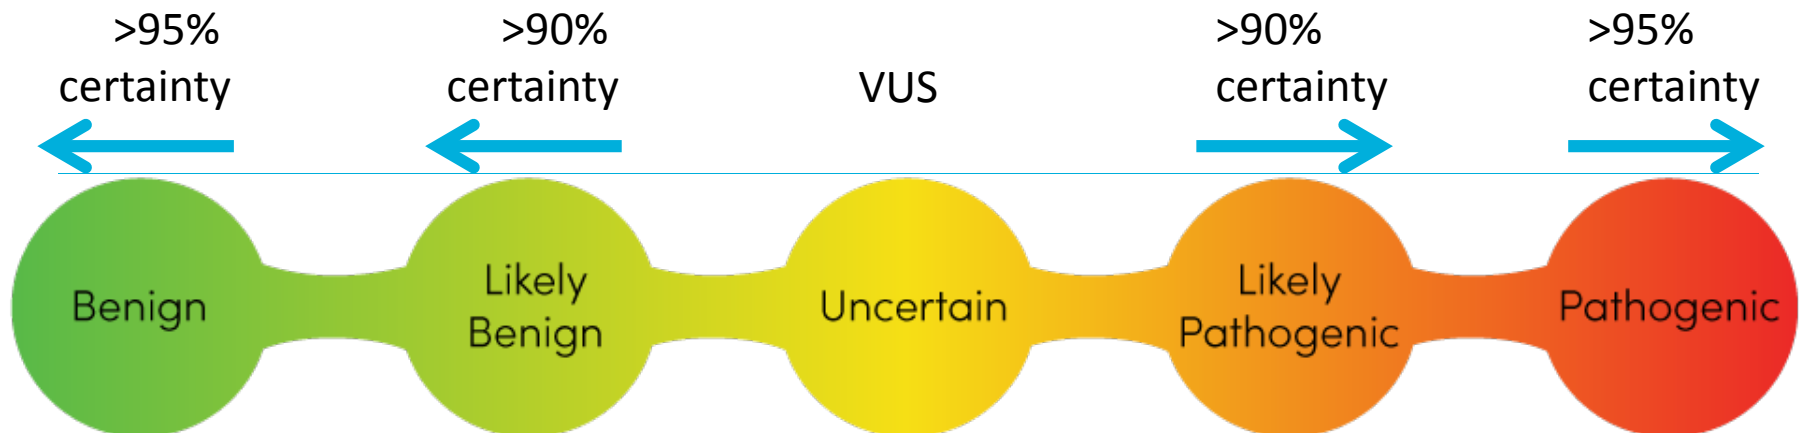 >95%
certainty
>90%
certainty
VUS
>90%
certainty
>95%
certainty
Benign
Likely
Benign
Uncertain
Likely
Pathogenic
Pathogenic